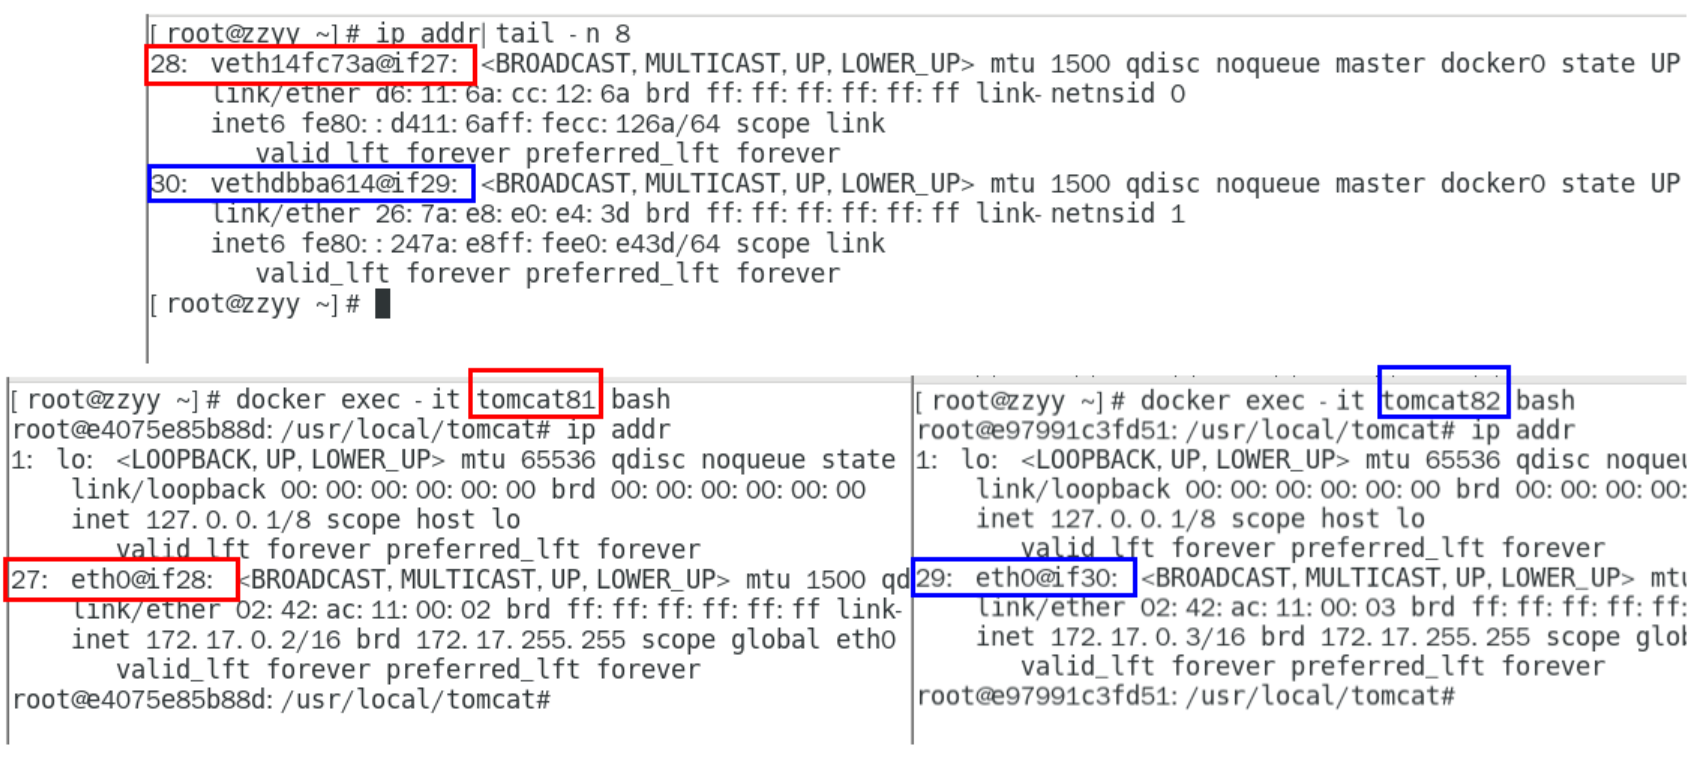 [root@zzyy ~]# ip addr| tail -n 8
28: veth14fc73a@if27: <BROADCAST,MULTICAST,UP,LOWER_UP> mtu 1500 qdisc noqueue master docker0 state UP
link/ether d6:11:6a:cc:12:6a brd ff:ff:ff:ff:ff:ff link-netnsid 0
inet6 fe80::d411:6aff:fecc:126a/64 scope link
valid_lft forever preferred_lft forever
30: vethdbba614@if29: <BROADCAST,MULTICAST,UP,LOWER_UP> mtu 1500 qdisc noqueue master docker0 state UP
link/ether 26:7a:e8:e0:e4:3d brd ff:ff:ff:ff:ff:ff link-netnsid 1
inet6 fe80::247a:e8ff:fee0:e43d/64 scope link
valid_lft forever preferred_lft forever
[root@zzyy ~]#
[root@zzyy ~]# docker exec -it tomcat81 bash
root@e4075e85b88d:/usr/local/tomcat# ip addr
1: lo: <LOOPBACK,UP,LOWER_UP> mtu 65536 qdisc noqueue state
link/loopback 00:00:00:00:00:00 brd 00:00:00:00:00:00
inet 127.0.0.1/8 scope host lo
valid_lft forever preferred_lft forever
27: eth0@if28: <BROADCAST,MULTICAST,UP,LOWER_UP> mtu 1500 qd
link/ether 02:42:ac:11:00:02 brd ff:ff:ff:ff:ff:ff link-
inet 172.17.0.2/16 brd 172.17.255.255 scope global eth0
valid_lft forever preferred_lft forever
root@e4075e85b88d:/usr/local/tomcat#
[root@zzyy ~]# docker exec -it tomcat82 bash
root@e97991c3fd51:/usr/local/tomcat# ip addr
1: lo: <LOOPBACK,UP,LOWER_UP> mtu 65536 qdisc noqueu
link/loopback 00:00:00:00:00:00 brd 00:00:00:00:
inet 127.0.0.1/8 scope host lo
valid_lft forever preferred_lft forever
29: eth0@if30: <BROADCAST,MULTICAST,UP,LOWER_UP> mtu
link/ether 02:42:ac:11:00:03 brd ff:ff:ff:ff:ff:
inet 172.17.0.3/16 brd 172.17.255.255 scope glob
valid_lft forever preferred_lft forever
root@e97991c3fd51:/usr/local/tomcat#